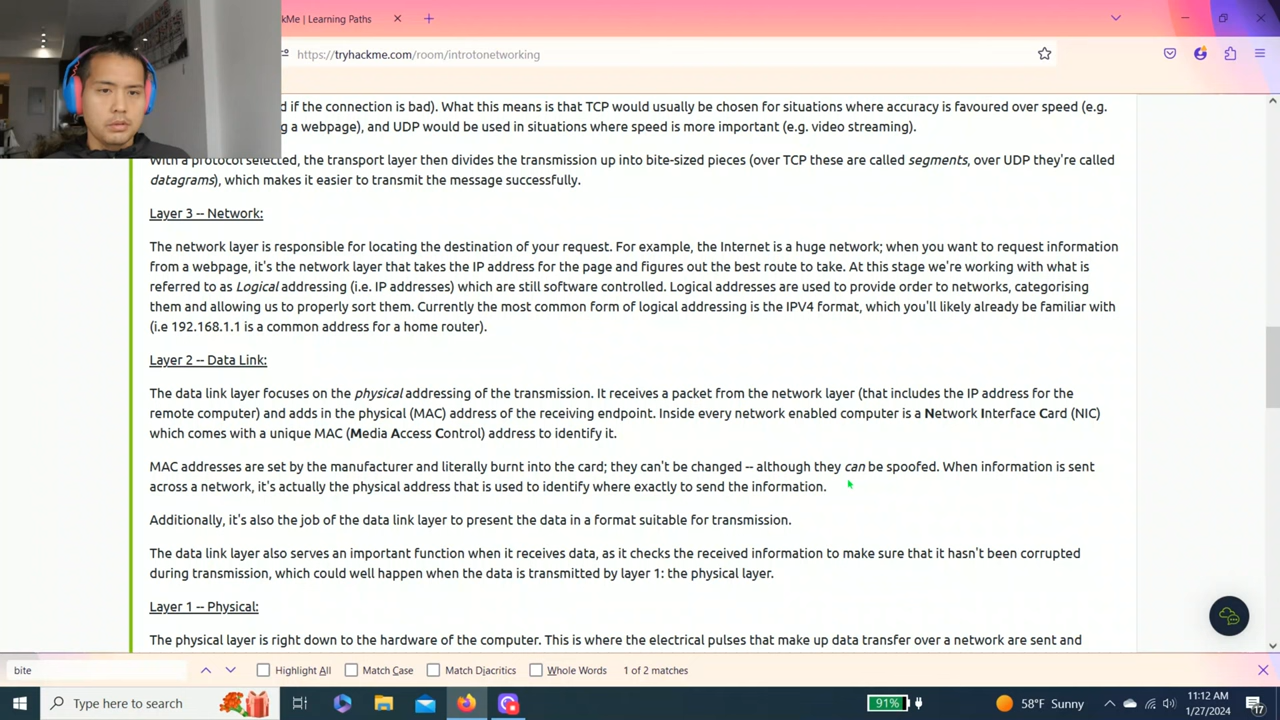 kMe | Learning Paths
https://tryhackme.com/room/introtonetworking
d if the connection is bad). What this means is that TCP would usually be chosen for situations where accuracy is favoured over speed (e.g.
g a webpage), and UDP would be used in situations where speed is more important (e.g. video streaming).
With a protocol selected, the transport layer then divides the transmission up into bite-sized pieces (over TCP these are called segments, over UDP they're called
datagrams), which makes it easier to transmit the message successfully.
Layer 3 -- Network:
The network layer is responsible for locating the destination of your request. For example, the Internet is a huge network; when you want to request information
from a webpage, it's the network layer that takes the IP address for the page and figures out the best route to take. At this stage we're working with what is
referred to as Logical addressing (i.e. IP addresses) which are still software controlled. Logical addresses are used to provide order to networks, categorising
them and allowing us to properly sort them. Currently the most common form of logical addressing is the IPV4 format, which you'll likely already be familiar with
(i.e 192.168.1.1 is a common address for a home router).
Layer 2 -- Data Link:
The data link layer focuses on the physical addressing of the transmission. It receives a packet from the network layer (that includes the IP address for the
remote computer) and adds in the physical (MAC) address of the receiving endpoint. Inside every network enabled computer is a Network Interface Card (NIC)
which comes with a unique MAC (Media Access Control) address to identify it.
MAC addresses are set by the manufacturer and literally burnt into the card; they can't be changed -- although they can be spoofed. When information is sent
across a network, it's actually the physical address that is used to identify where exactly to send the information.
Additionally, it's also the job of the data link layer to present the data in a format suitable for transmission.
The data link layer also serves an important function when it receives data, as it checks the received information to make sure that it hasn't been corrupted
during transmission, which could well happen when the data is transmitted by layer 1: the physical layer.
Layer 1 -- Physical:
The physical layer is right down to the hardware of the computer. This is where the electrical pulses that make up data transfer over a network are sent and
bite
Highlight All
Match Case
Match Diacritics
Whole Words
1 of 2 matches
Type here to search
91%
58°F Sunny
11:12 AM
1/27/2024
17